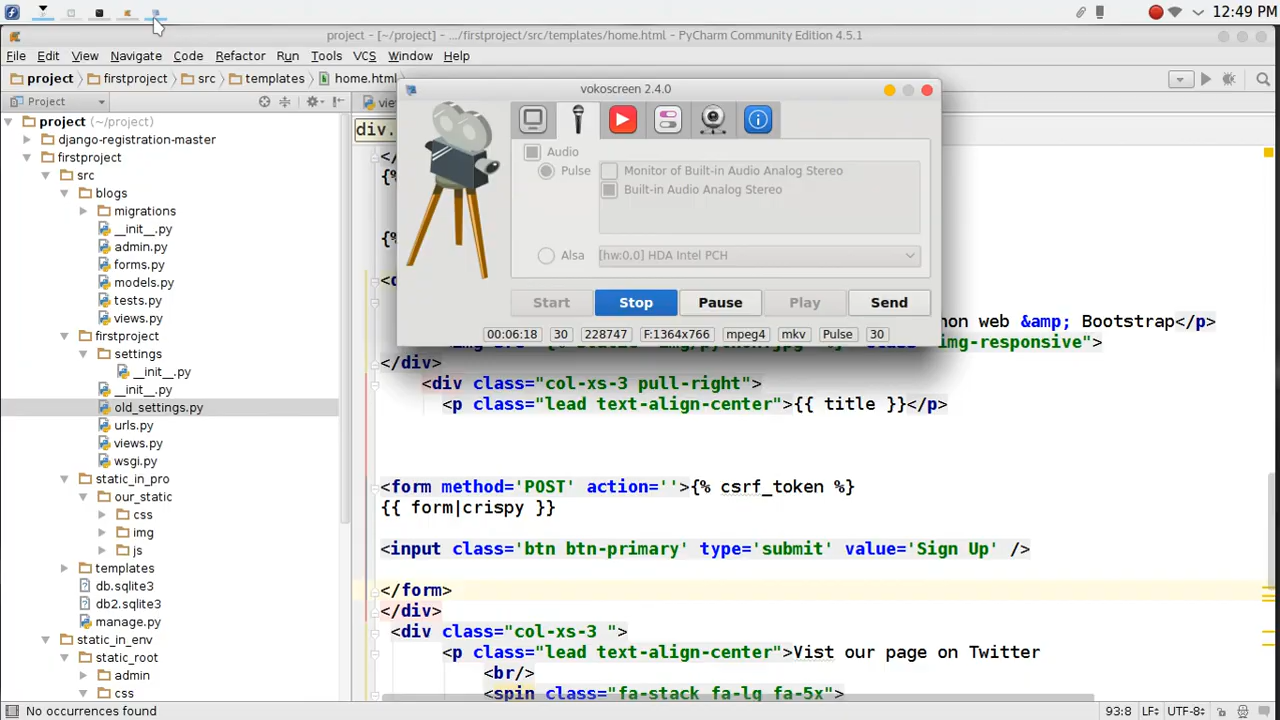 12:49 PM
project - [~/project] - .../firstproject/src/templates/home.html - PyCharm Community Edition 4.5.1
File Edit View Navigate Code Refactor Run Tools VCS Window Help
project firstproject src templates home.html
Project
project (~/project)
django-registration-master
firstproject
src
blogs
migrations
__init__.py
admin.py
forms.py
models.py
tests.py
views.py
firstproject
settings
__init__.py
__init__.py
old_settings.py
urls.py
views.py
wsgi.py
static_in_pro
our_static
css
img
js
templates
db.sqlite3
db2.sqlite3
manage.py
static_in_env
static_root
admin
css
div.
vokoscreen 2.4.0
Audio
Pulse
Monitor of Built-in Audio Analog Stereo
Built-in Audio Analog Stereo
Alsa
[hw:0,0] HDA Intel PCH
Start Stop Pause Play Send
00:06:18 30 228747 F:1364x766 mpeg4 mkv Pulse 30
</
{%
{%
<d
on web &amp; Bootstrap</p>
img-responsive">
</div>
<div class="col-xs-3 pull-right">
<p class="lead text-align-center">{{ title }}</p>
<form method='POST' action=''>{% csrf_token %}
{{ form|crispy }}
<input class='btn btn-primary' type='submit' value='Sign Up' />
</form>
</div>
<div class="col-xs-3 ">
<p class="lead text-align-center">Vist our page on Twitter
<br/>
<spin class="fa-stack fa-lg fa-5x">
No occurrences found
93:8 LF UTF-8